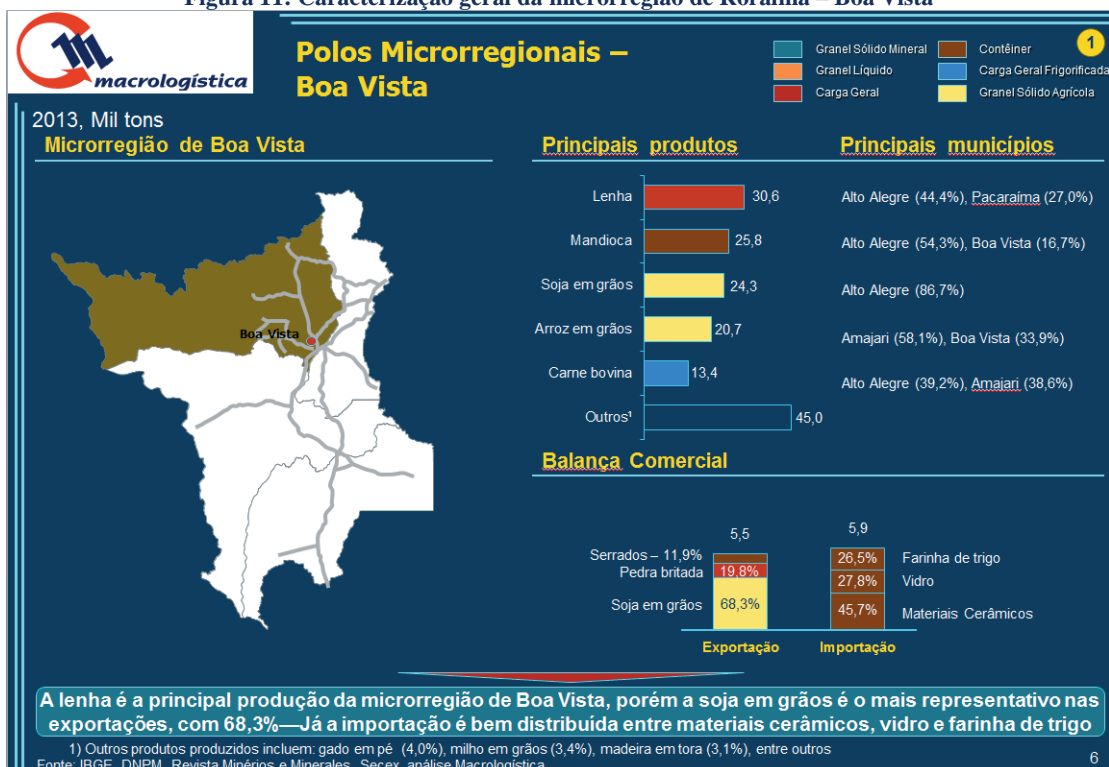 Figura 11: Caracterização geral da microrregião de Roraima – Boa Vista
macrologística
Polos Microrregionais –
Boa Vista
Granel Sólido Mineral
Granel Líquido
Carga Geral
Contêiner
Carga Geral Frigorificada
Granel Sólido Agrícola
1
2013, Mil tons
Microrregião de Boa Vista
Boa Vista
Principais produtos
Principais municípios
Lenha 30,6 Alto Alegre (44,4%), Pacaraíma (27,0%)
Mandioca 25,8 Alto Alegre (54,3%), Boa Vista (16,7%)
Soja em grãos 24,3 Alto Alegre (86,7%)
Arroz em grãos 20,7 Amajari (58,1%), Boa Vista (33,9%)
Carne bovina 13,4 Alto Alegre (39,2%), Amajari (38,6%)
Outros¹ 45,0
Balança Comercial
5,5 5,9
Serrados – 11,9% 26,5% Farinha de trigo
Pedra britada 19,8% 27,8% Vidro
Soja em grãos 68,3% 45,7% Materiais Cerâmicos
Exportação Importação
A lenha é a principal produção da microrregião de Boa Vista, porém a soja em grãos é o mais representativo nas
exportações, com 68,3%—Já a importação é bem distribuída entre materiais cerâmicos, vidro e farinha de trigo
1) Outros produtos produzidos incluem: gado em pé (4,0%), milho em grãos (3,4%), madeira em tora (3,1%), entre outros
Fonte: IBGE, DNPM, Revista Minérios e Minerales, Secex, análise Macrologística
6